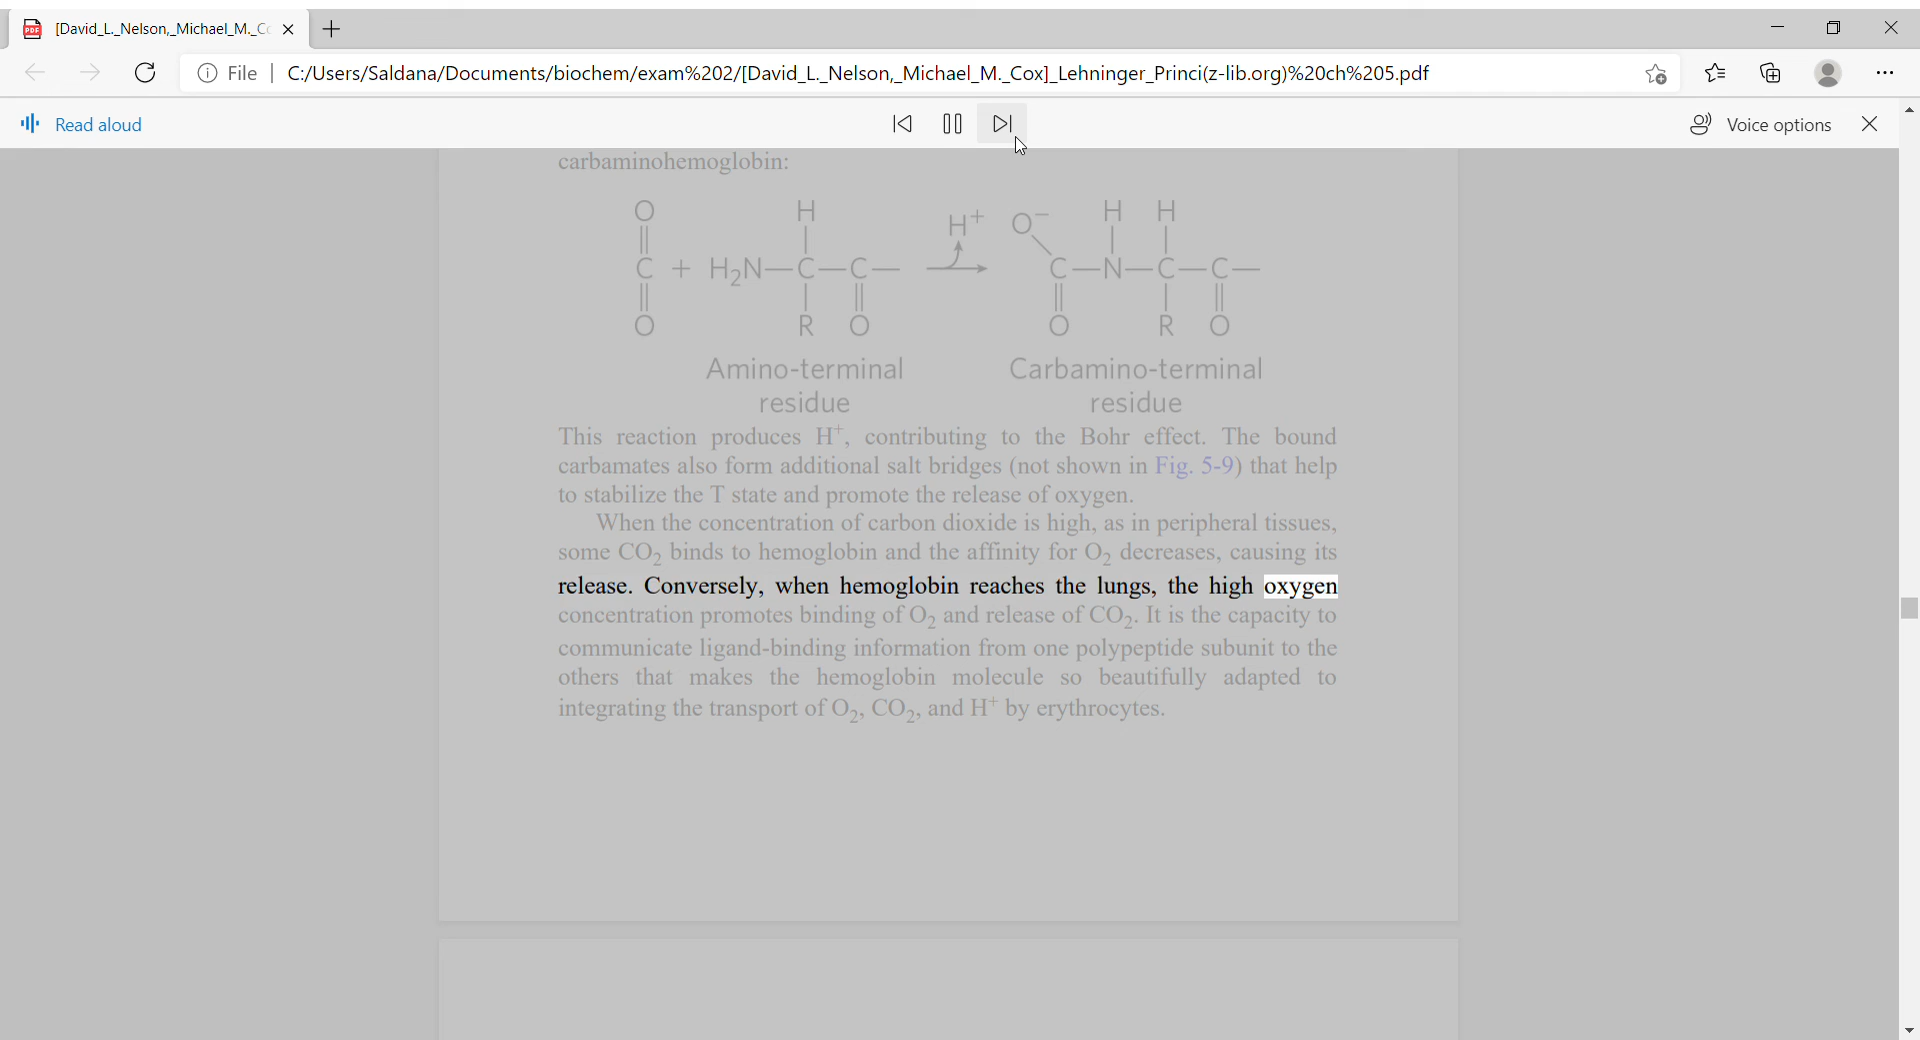 [David_L._Nelson,_Michael_M._Co
File
C:/Users/Saldana/Documents/biochem/exam%202/[David_L._Nelson,_Michael_M._Cox]_Lehninger_Princi(z-lib.org)%20ch%205.pdf
Read aloud
Voice options
carbaminohemoglobin:
O H H+ O− H H
C + H2N—C—C— C—N—C—C—
O R O O R O
Amino-terminal Carbamino-terminal
residue residue
This reaction produces H+, contributing to the Bohr effect. The bound
carbamates also form additional salt bridges (not shown in Fig. 5-9) that help
to stabilize the T state and promote the release of oxygen.
When the concentration of carbon dioxide is high, as in peripheral tissues,
some CO2 binds to hemoglobin and the affinity for O2 decreases, causing its
release. Conversely, when hemoglobin reaches the lungs, the high oxygen
concentration promotes binding of O2 and release of CO2. It is the capacity to
communicate ligand-binding information from one polypeptide subunit to the
others that makes the hemoglobin molecule so beautifully adapted to
integrating the transport of O2, CO2, and H+ by erythrocytes.